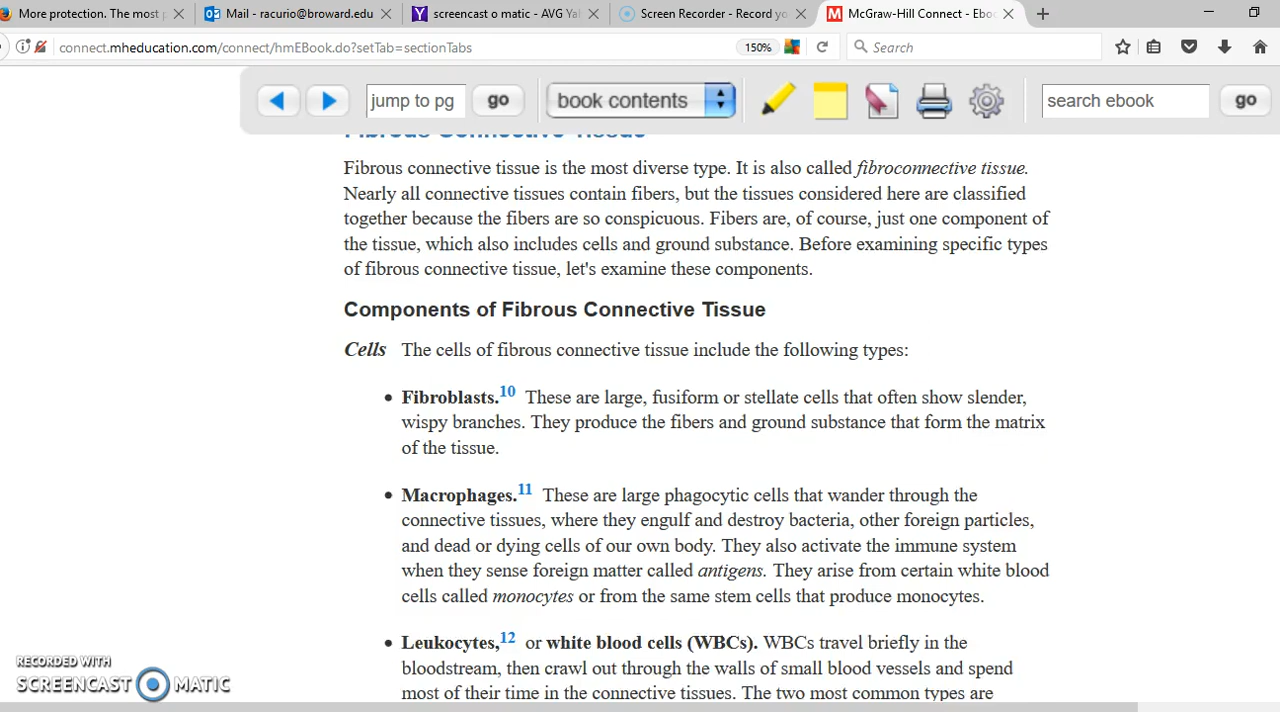 More protection. The most p
Mail - racurio@broward.edu
screencast o matic - AVG Yal
Screen Recorder - Record yo
McGraw-Hill Connect - Eboo
connect.mheducation.com/connect/hmEBook.do?setTab=sectionTabs
150%
Search
jump to pg
go
book contents
search ebook
go
Fibrous Connective Tissue
Fibrous connective tissue is the most diverse type. It is also called fibroconnective tissue.
Nearly all connective tissues contain fibers, but the tissues considered here are classified
together because the fibers are so conspicuous. Fibers are, of course, just one component of
the tissue, which also includes cells and ground substance. Before examining specific types
of fibrous connective tissue, let's examine these components.
Components of Fibrous Connective Tissue
Cells The cells of fibrous connective tissue include the following types:
• Fibroblasts.10 These are large, fusiform or stellate cells that often show slender,
wispy branches. They produce the fibers and ground substance that form the matrix
of the tissue.
• Macrophages.11 These are large phagocytic cells that wander through the
connective tissues, where they engulf and destroy bacteria, other foreign particles,
and dead or dying cells of our own body. They also activate the immune system
when they sense foreign matter called antigens. They arise from certain white blood
cells called monocytes or from the same stem cells that produce monocytes.
• Leukocytes,12 or white blood cells (WBCs). WBCs travel briefly in the
bloodstream, then crawl out through the walls of small blood vessels and spend
most of their time in the connective tissues. The two most common types are
RECORDED WITH
SCREENCAST MATIC